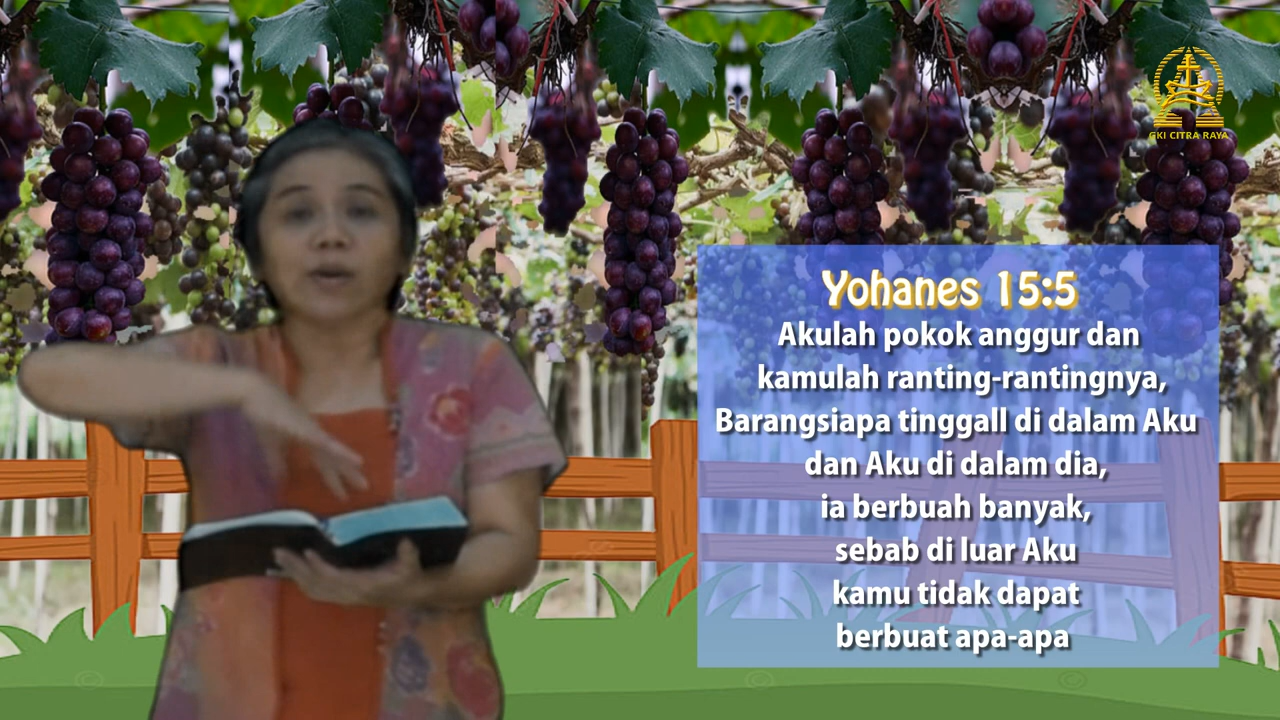 GKI CITRA RAYA
Yohanes 15:5
Akulah pokok anggur dan
kamulah ranting-rantingnya,
Barangsiapa tinggall di dalam Aku
dan Aku di dalam dia,
ia berbuah banyak,
sebab di luar Aku
kamu tidak dapat
berbuat apa-apa